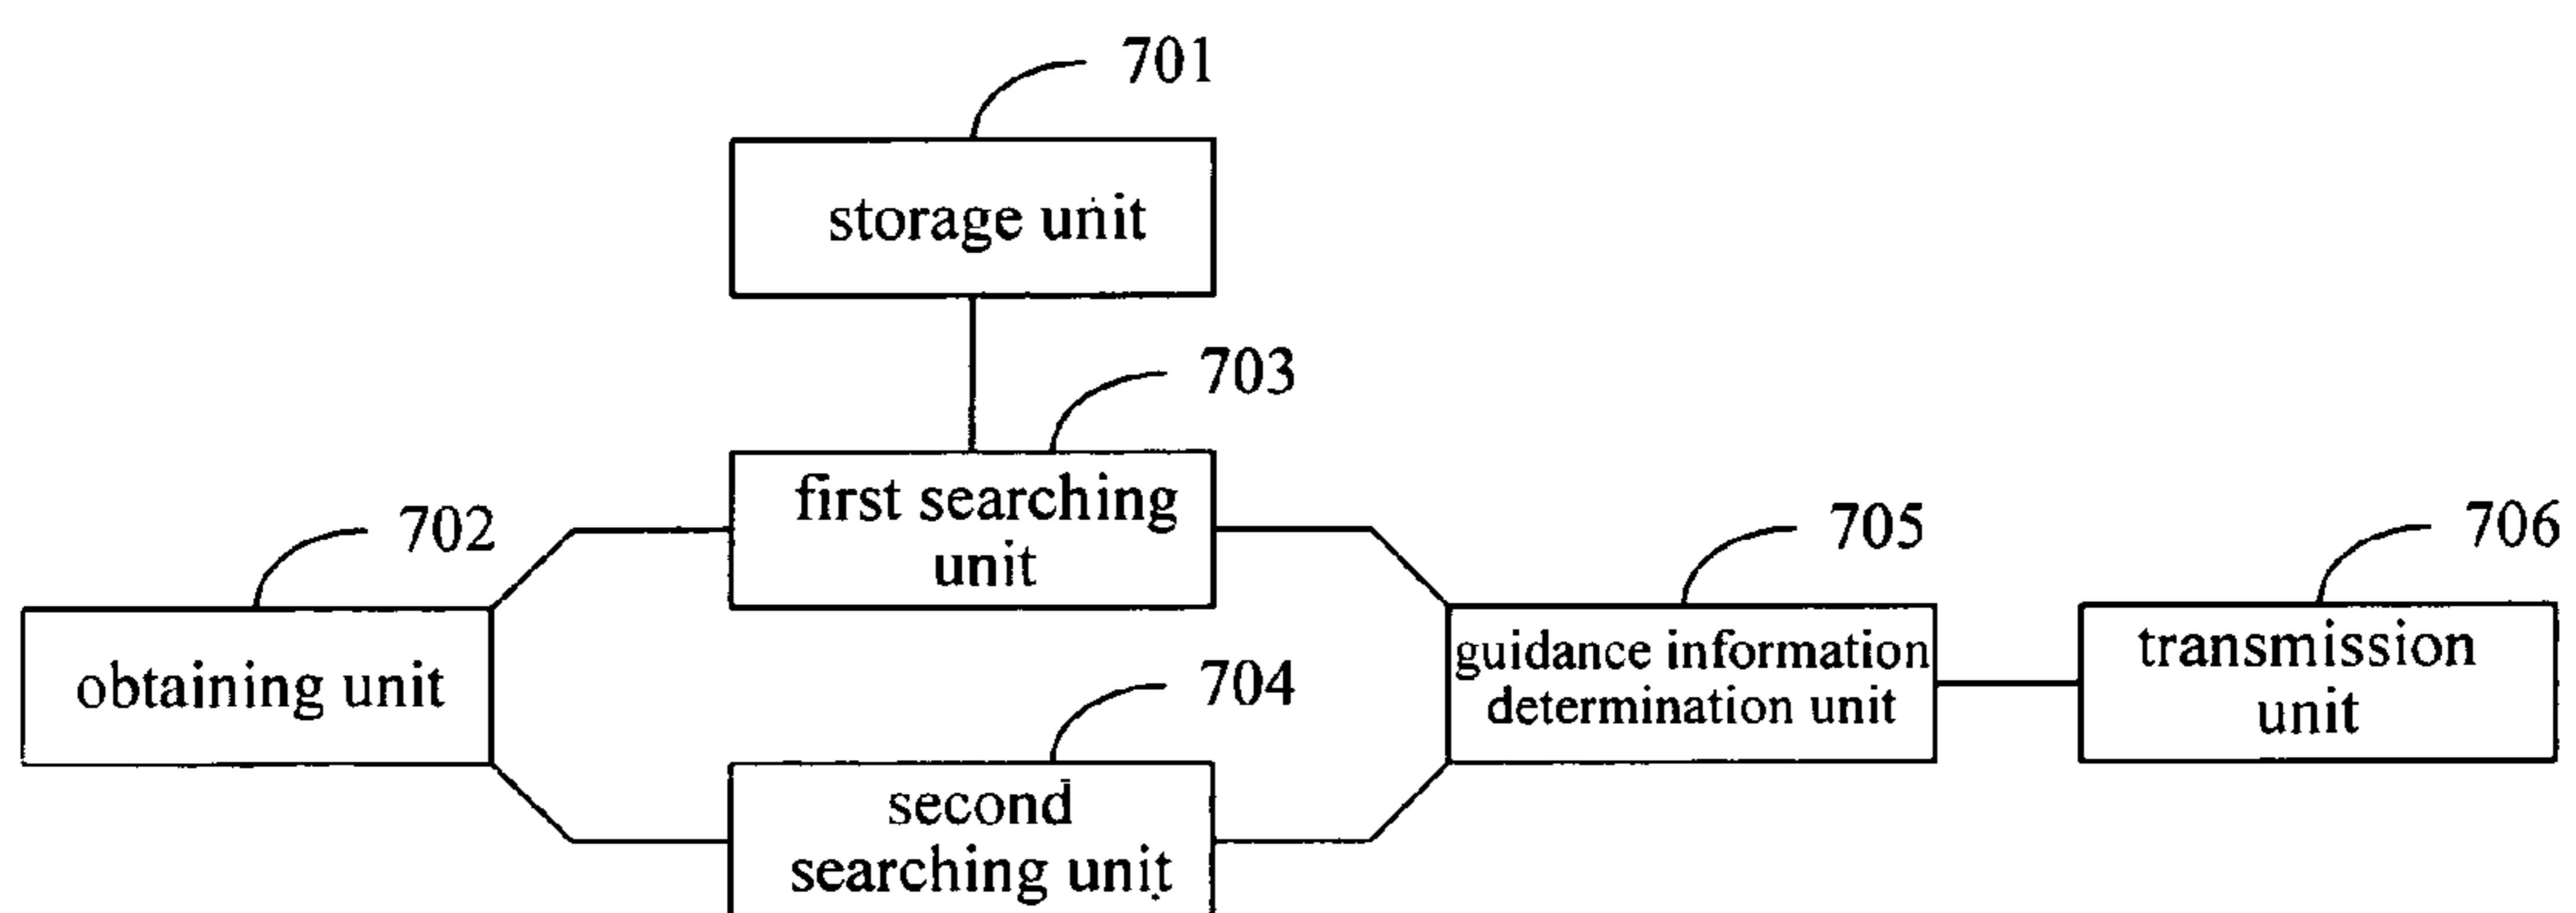 701
storage unit
703
first searching
unit
702
obtaining unit
704
second
searching unit
705
guidance information
determination unit
706
transmission
unit